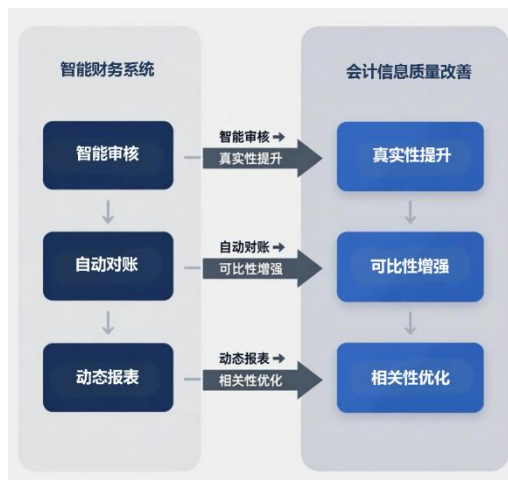 智能财务系统
会计信息质量改善
智能审核
智能审核→
真实性提升
真实性提升
自动对账
自动对账→
可比性增强
可比性增强
动态报表
动态报表→
相关性优化
相关性优化